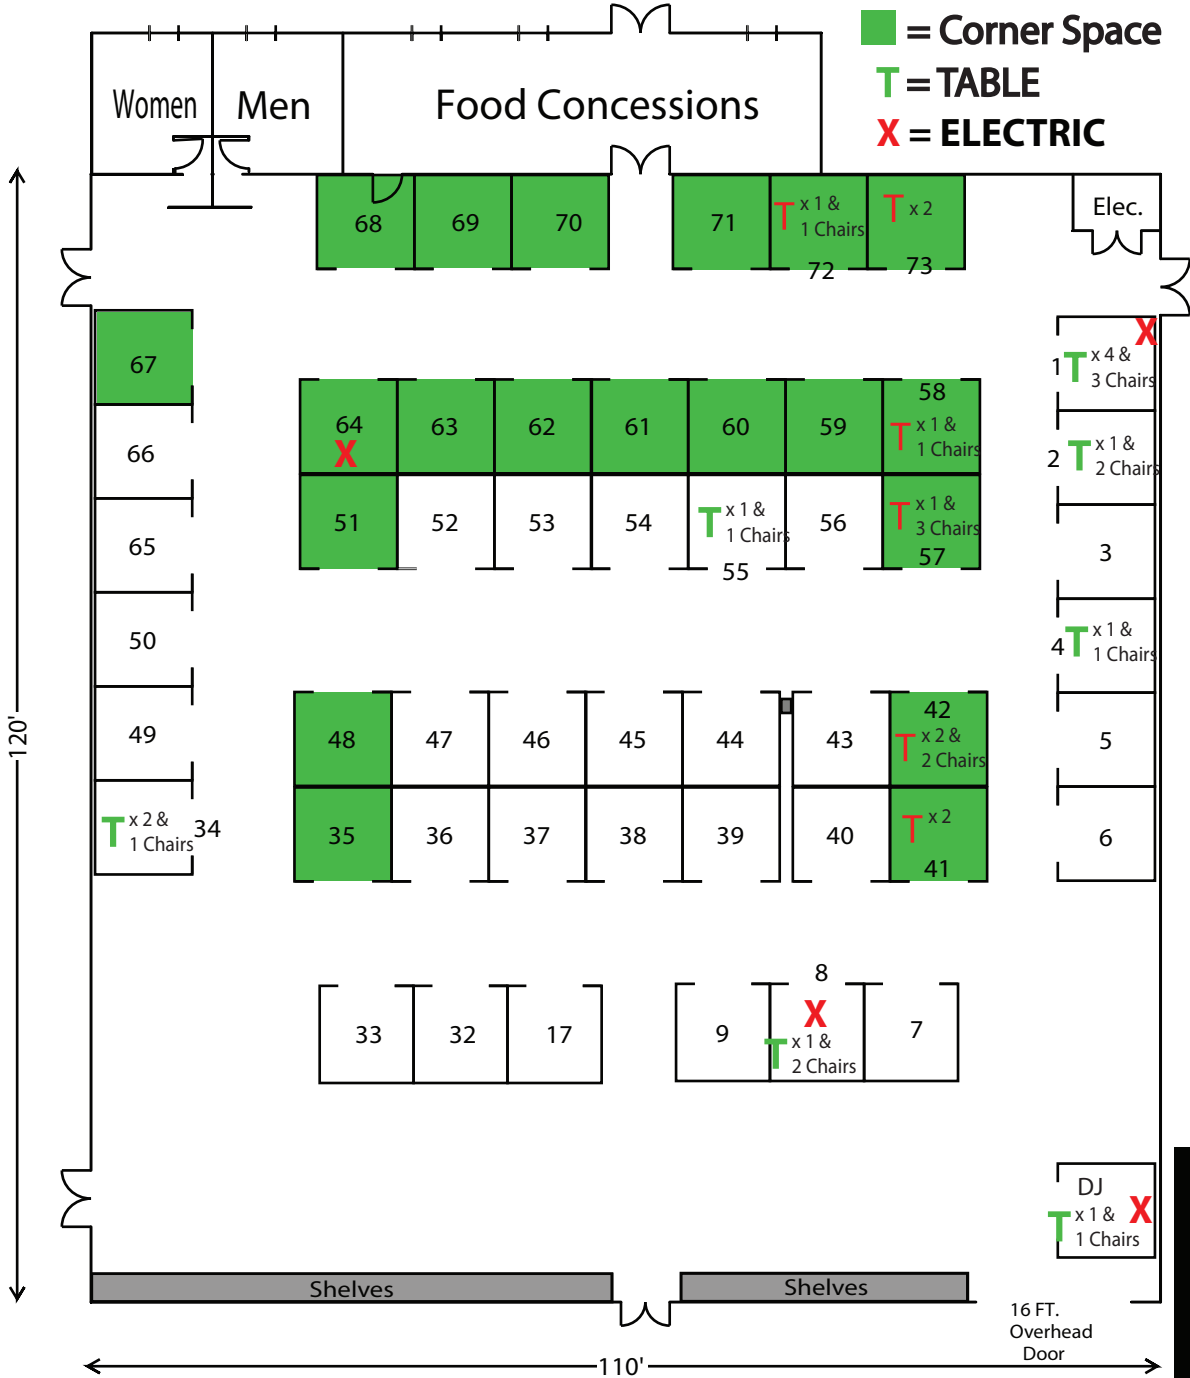 = Corner Space
T = TABLE
X = ELECTRIC
Women
Men
Food Concessions
Elec.
68
69
70
71
T x 1 &
1 Chairs
72
T x 2
73
67
66
65
50
49
T x 2 &
1 Chairs
34
64
X
63
62
61
60
59
58
T x 1 &
1 Chairs
51
52
53
54
T x 1 &
1 Chairs
55
56
T x 1 &
3 Chairs
57
X
1
T x 4 &
3 Chairs
2
T x 1 &
2 Chairs
3
4
T x 1 &
1 Chairs
5
6
48
47
46
45
44
43
42
T x 2 &
2 Chairs
35
36
37
38
39
40
T x 2
41
33
32
17
9
8
X
T x 1 &
2 Chairs
7
DJ
X
T x 1 &
1 Chairs
Shelves
Shelves
16 FT.
Overhead
Door
120'
110'